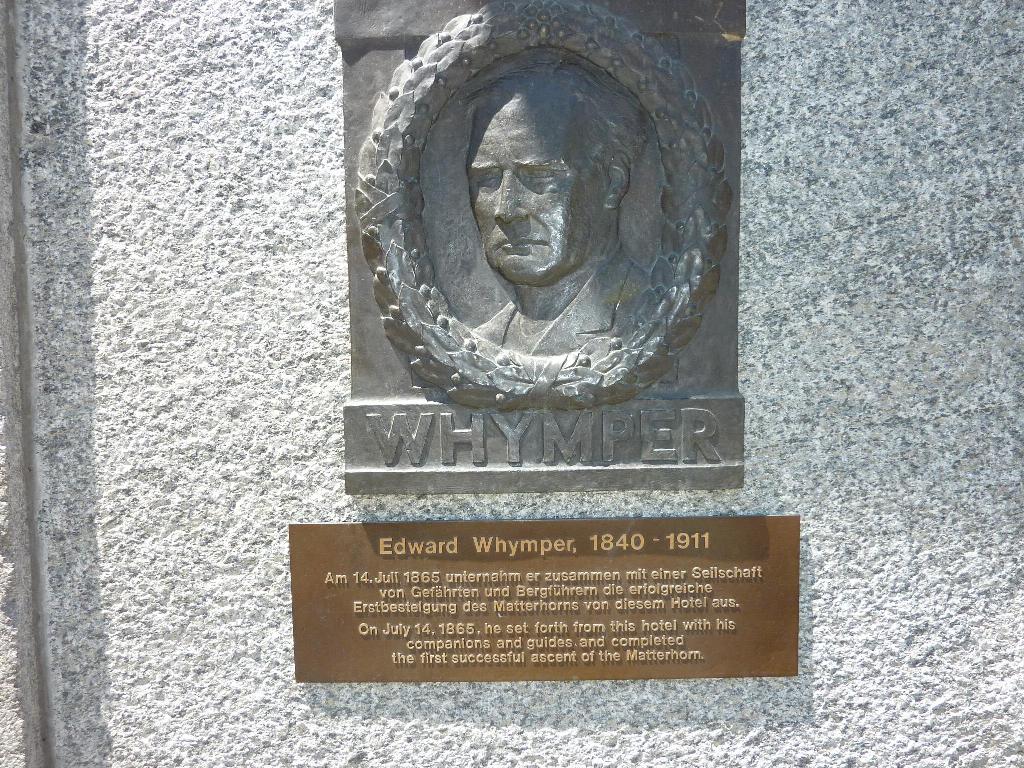 WHYMPER
Edward Whymper, 1840 - 1911
Am 14. Juli 1865 unternahm er zusammen mit einer Seilschaft
von Gefährten und Bergführern die erfolgreiche
Erstbesteigung des Matterhorns von diesem Hotel aus.
On July 14, 1865, he set forth from this hotel with his
companions and guides and completed
the first successful ascent of the Matterhorn.